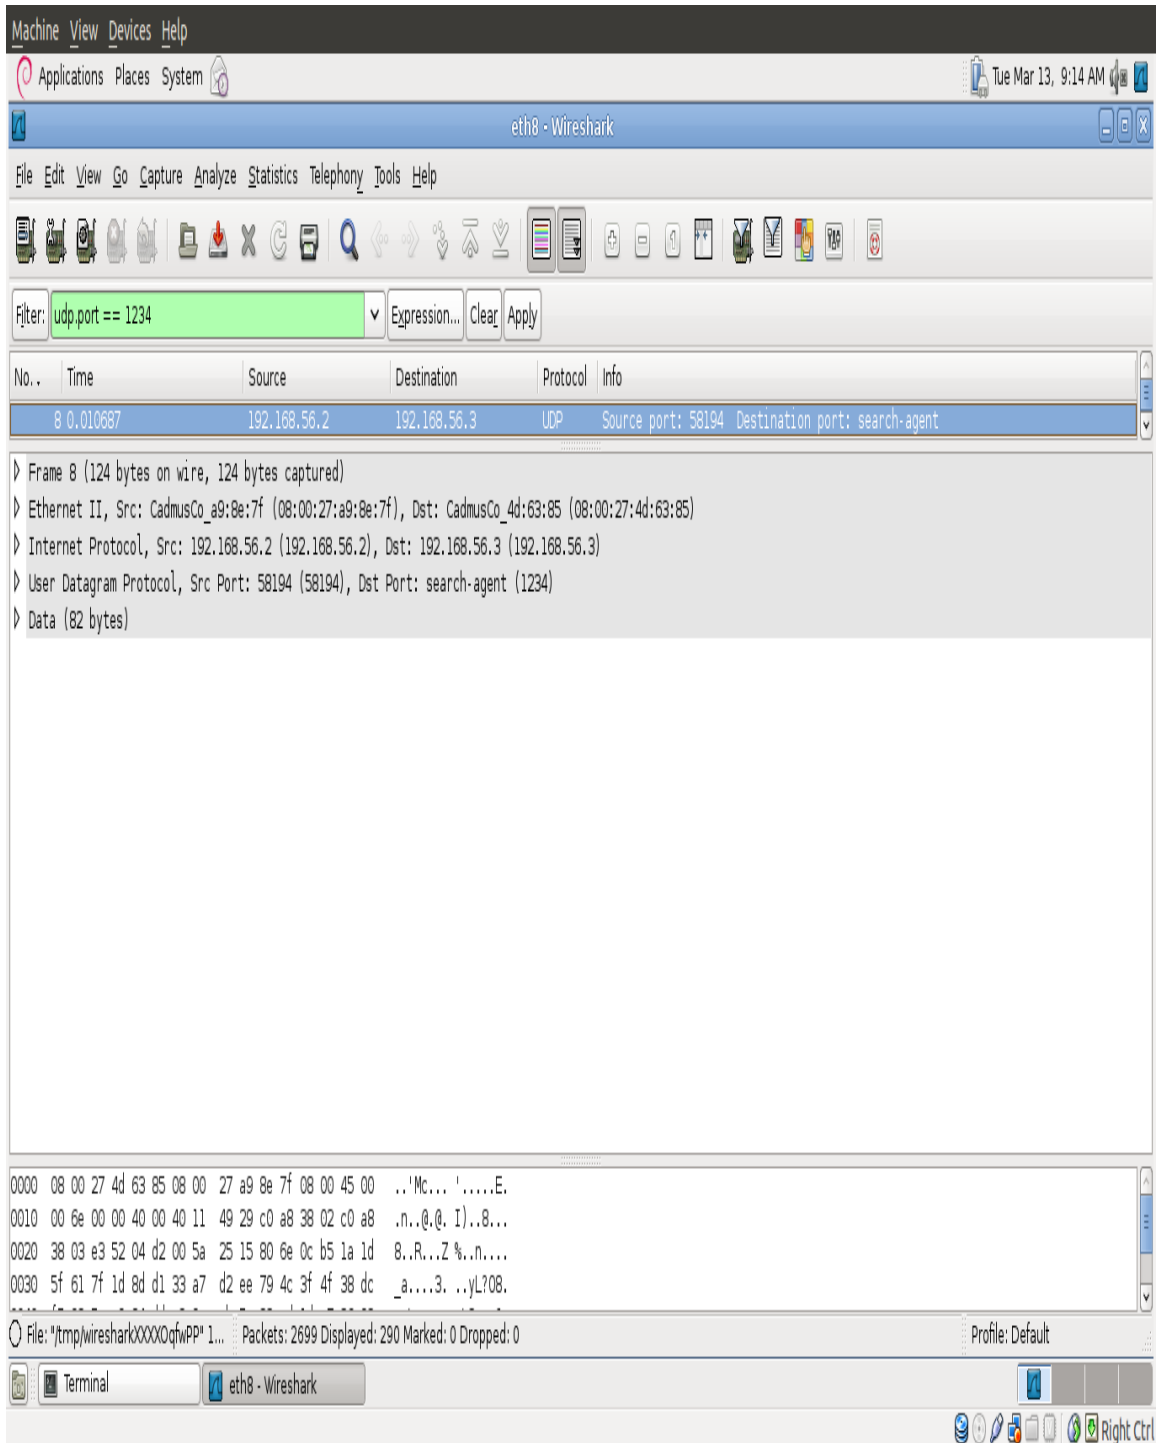 Machine View Devices Help
Applications Places System Tue Mar 13, 9:14 AM
eth8 - Wireshark
File Edit View Go Capture Analyze Statistics Telephony Tools Help
Filter: udp.port == 1234 Expression... Clear Apply
No. . Time Source Destination Protocol Info
8 0.010687 192.168.56.2 192.168.56.3 UDP Source port: 58194 Destination port: search-agent
Frame 8 (124 bytes on wire, 124 bytes captured)
Ethernet II, Src: CadmusCo_a9:8e:7f (08:00:27:a9:8e:7f), Dst: CadmusCo_4d:63:85 (08:00:27:4d:63:85)
Internet Protocol, Src: 192.168.56.2 (192.168.56.2), Dst: 192.168.56.3 (192.168.56.3)
User Datagram Protocol, Src Port: 58194 (58194), Dst Port: search-agent (1234)
Data (82 bytes)
0000 08 00 27 4d 63 85 08 00 27 a9 8e 7f 08 00 45 00 ..'Mc... '.....E.
0010 00 6e 00 00 40 00 40 11 49 29 c0 a8 38 02 c0 a8 .n..@.@. I)..8...
0020 38 03 e3 52 04 d2 00 5a 25 15 80 6e 0c b5 1a 1d 8..R...Z %..n....
0030 5f 61 7f 1d 8d d1 33 a7 d2 ee 79 4c 3f 4f 38 dc _a....3. ..yL?O8.
File: "/tmp/wiresharkXXXXOqfwPP" 1... Packets: 2699 Displayed: 290 Marked: 0 Dropped: 0 Profile: Default
Terminal eth8 - Wireshark
Right Ctrl